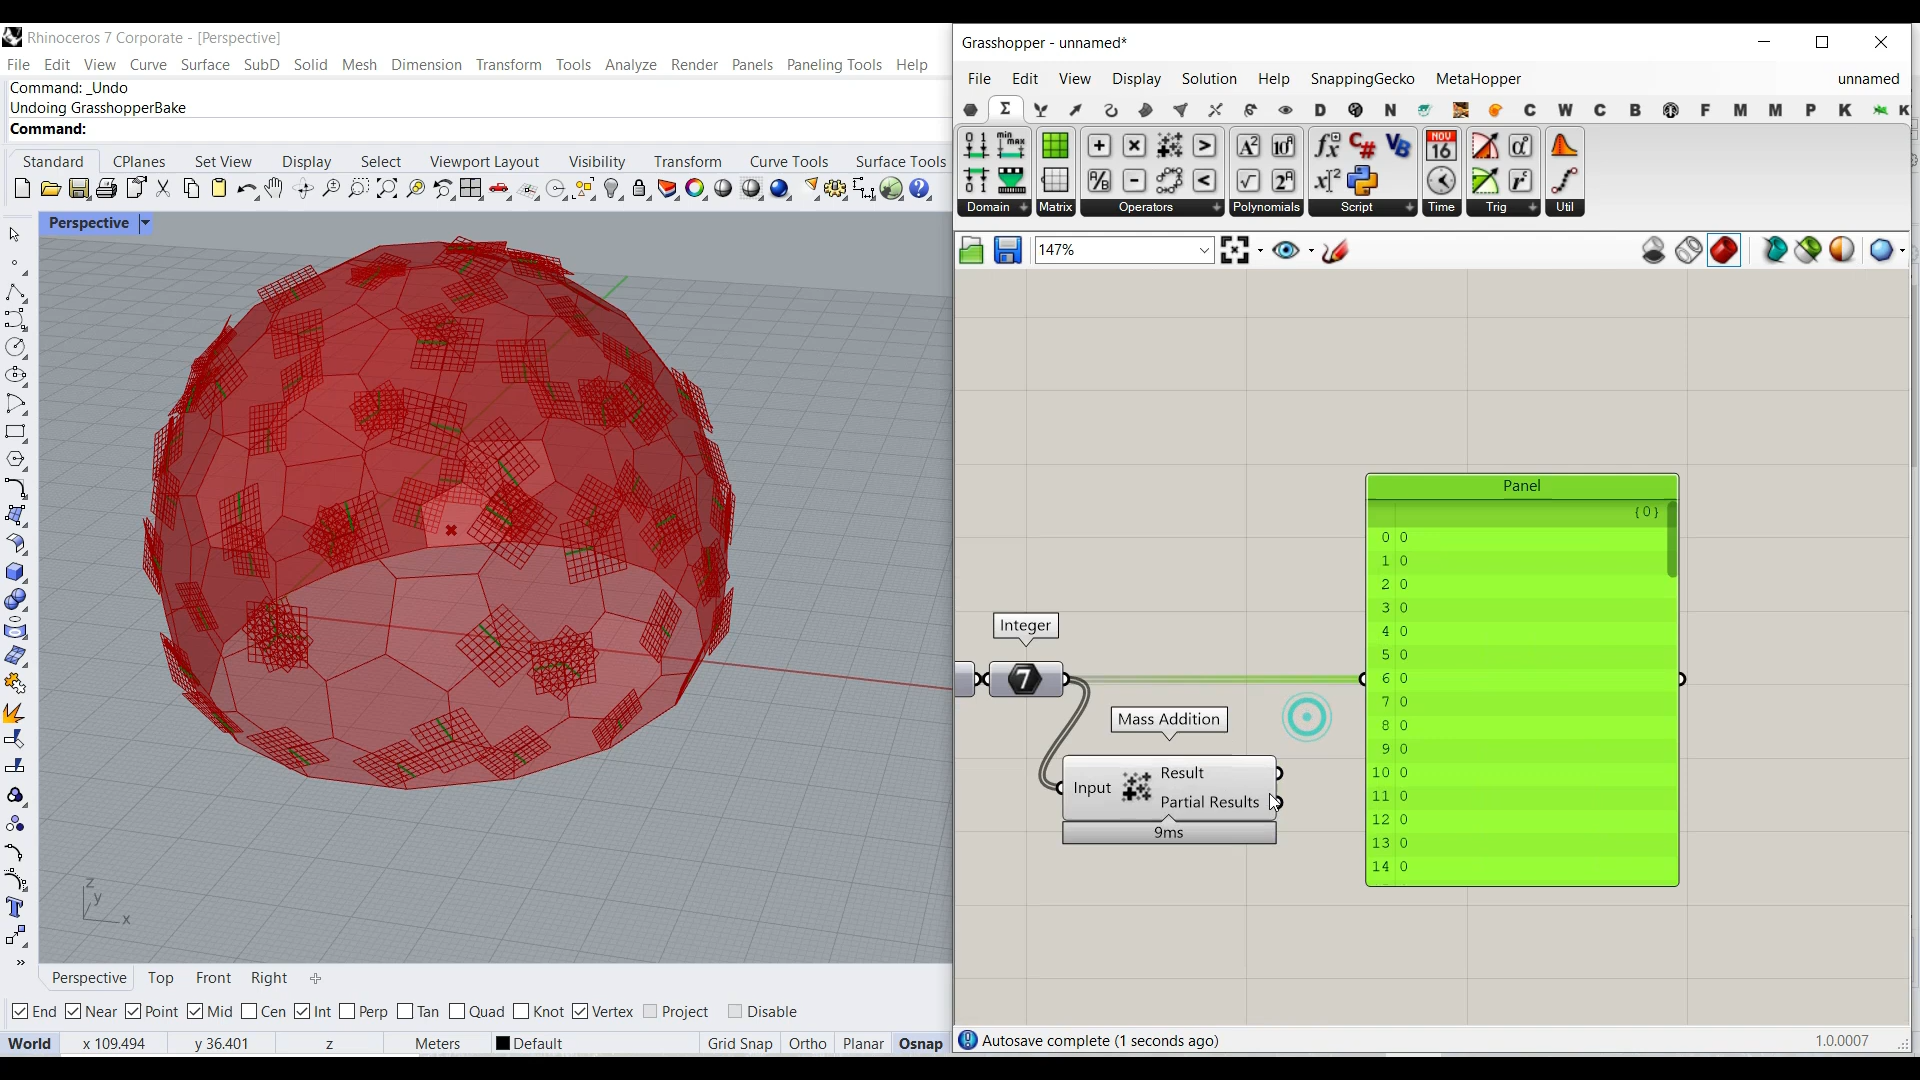 Rhinoceros 7 Corporate - [Perspective]
File Edit View Curve Surface SubD Solid Mesh Dimension Transform Tools Analyze Render Panels Paneling Tools Help
Command: _Undo
Undoing GrasshopperBake
Command:
Standard CPlanes Set View Display Select Viewport Layout Visibility Transform Curve Tools Surface Tools
Perspective
z
y
x
Perspective Top Front Right
End Near Point Mid Cen Int Perp Tan Quad Knot Vertex Project Disable
World x 109.494 y 36.401 z Meters Default Grid Snap Ortho Planar Osnap
Grasshopper - unnamed*
File Edit View Display Solution Help SnappingGecko MetaHopper unnamed
Σ D N C W C B F M M P K K
Domain Matrix Operators Polynomials Script Time Trig Util
NOV
16
147%
Panel
{0}
0 0
1 0
2 0
3 0
4 0
5 0
6 0
7 0
8 0
9 0
10 0
11 0
12 0
13 0
14 0
Integer
7
Mass Addition
Input
Result
Partial Results
9ms
Autosave complete (1 seconds ago)
1.0.0007